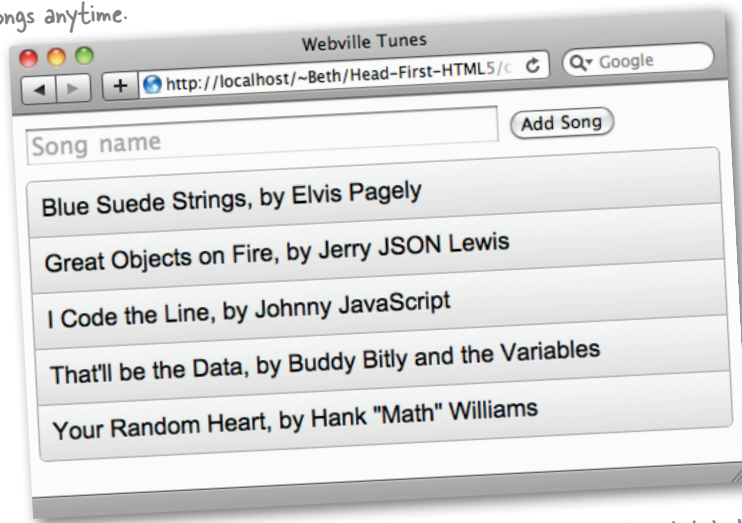 ongs anytime.
Webville Tunes
http://localhost/~Beth/Head-First-HTML5/c
Google
Song name
Add Song
Blue Suede Strings, by Elvis Pagely
Great Objects on Fire, by Jerry JSON Lewis
I Code the Line, by Johnny JavaScript
That'll be the Data, by Buddy Bitly and the Variables
Your Random Heart, by Hank "Math" Williams